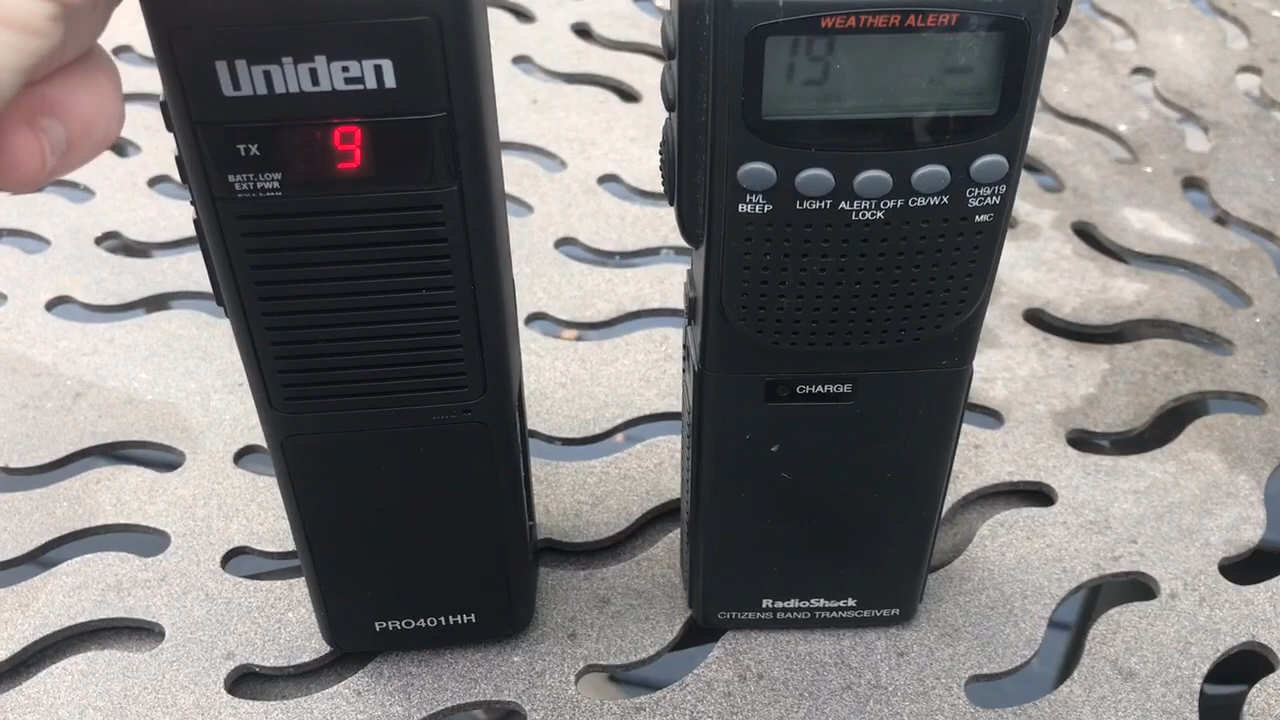 Uniden
TX
9
BATT. LOW
EXT PWR
PRO401HH
WEATHER ALERT
19
H/L
BEEP
LIGHT
ALERT OFF
LOCK
CB/WX
CH9/19
SCAN
MIC
CHARGE
RadioShack
CITIZENS BAND TRANSCEIVER